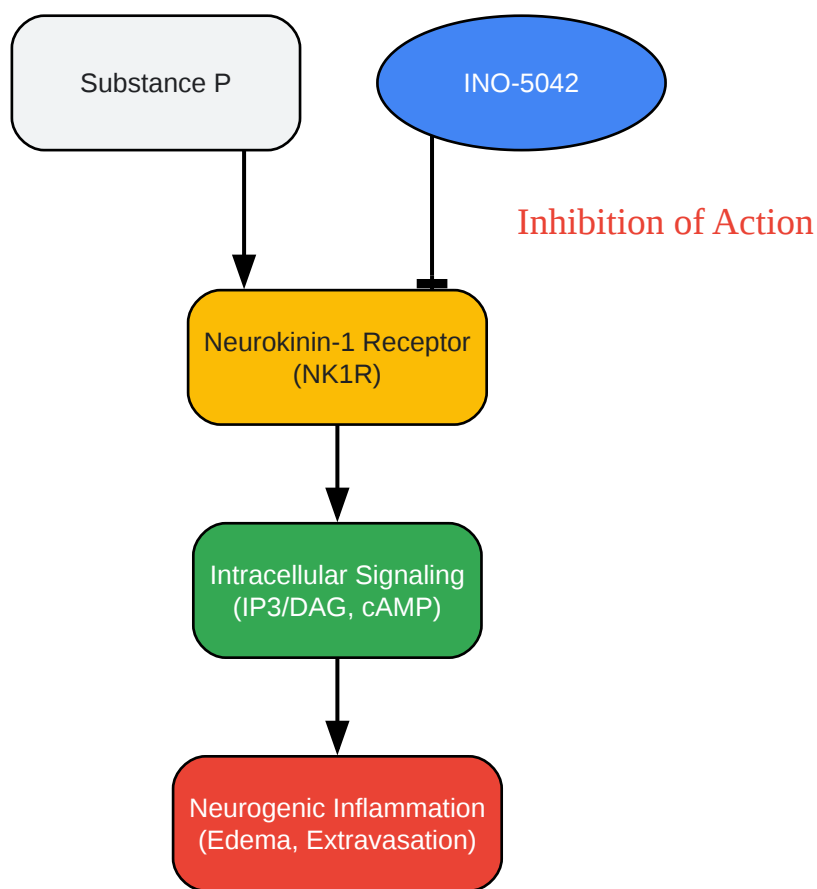 Substance P
INO-5042
Inhibition of Action
Neurokinin-1 Receptor
(NK1R)
Intracellular Signaling
(IP3/DAG, cAMP)
Neurogenic Inflammation
(Edema, Extravasation)